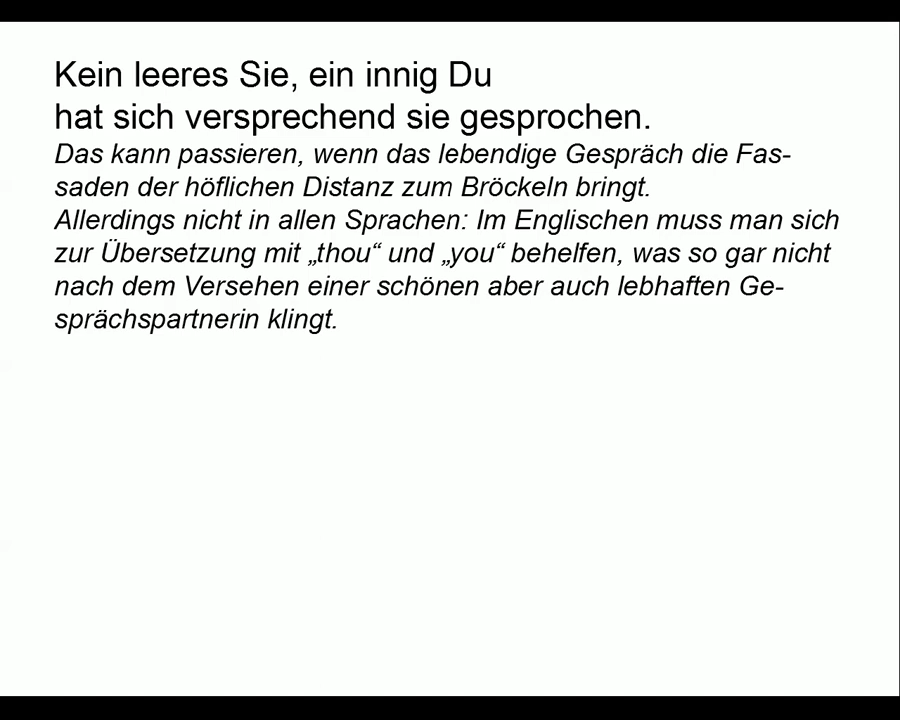 Kein leeres Sie, ein innig Du
hat sich versprechend sie gesprochen.
Das kann passieren, wenn das lebendige Gespräch die Fas-
saden der höflichen Distanz zum Bröckeln bringt.
Allerdings nicht in allen Sprachen: Im Englischen muss man sich
zur Übersetzung mit „thou“ und „you“ behelfen, was so gar nicht
nach dem Versehen einer schönen aber auch lebhaften Ge-
sprächspartnerin klingt.